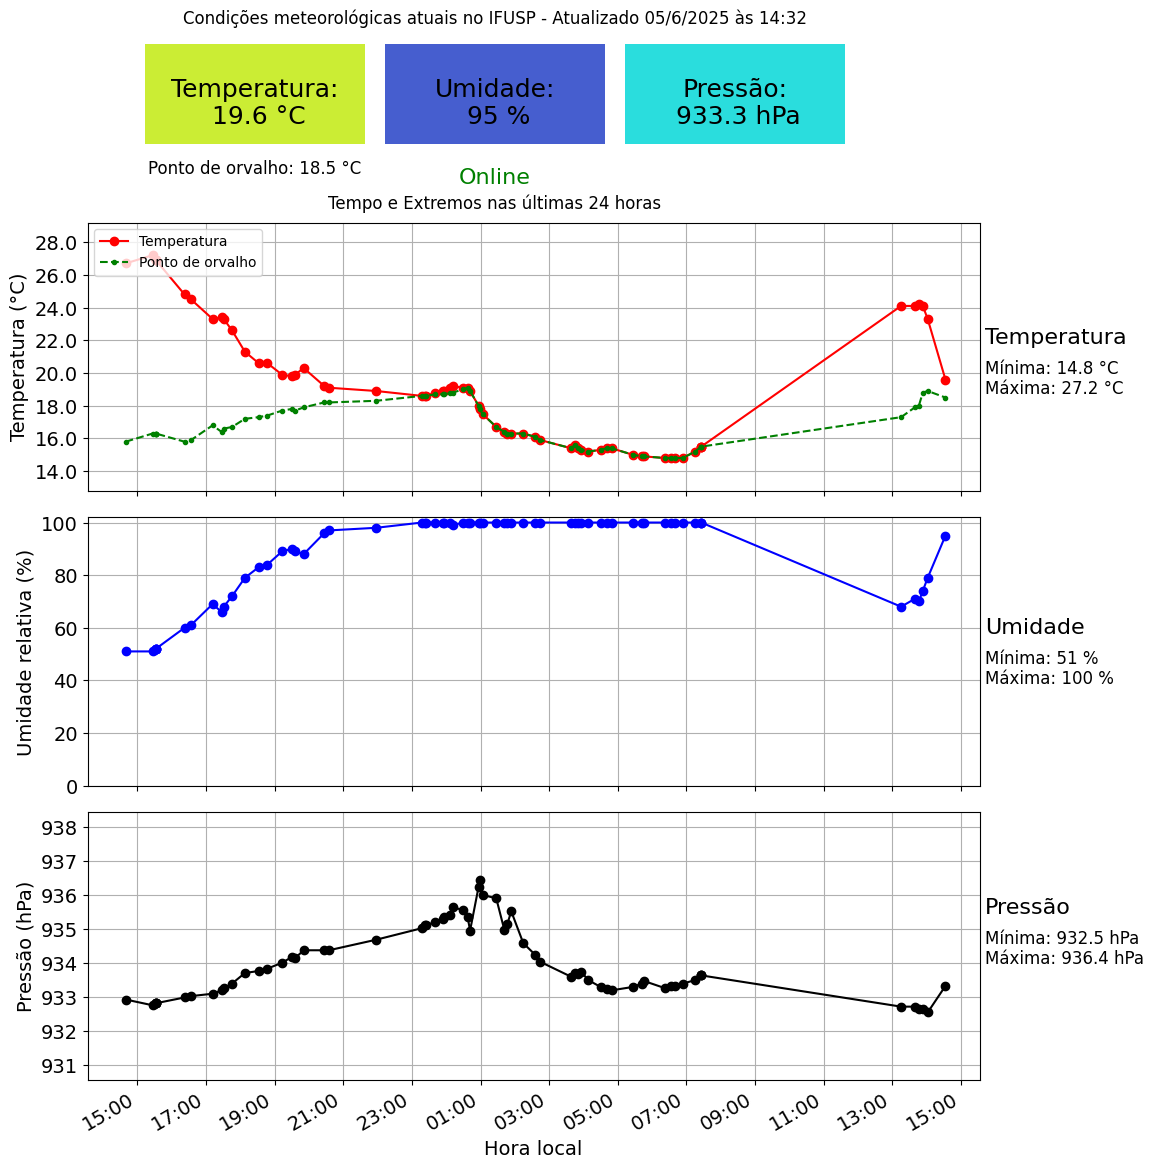 Condições meteorológicas atuais no IFUSP - Atualizado 05/6/2025 às 14:32
Temperatura:
19.6 °C
Umidade:
95 %
Pressão:
933.3 hPa
Ponto de orvalho: 18.5 °C
Online
Tempo e Extremos nas últimas 24 horas
Temperatura
Ponto de orvalho
Temperatura (°C)
28.0
26.0
24.0
22.0
20.0
18.0
16.0
14.0
Temperatura
Mínima: 14.8 °C
Máxima: 27.2 °C
Umidade relativa (%)
100
80
60
40
20
0
Umidade
Mínima: 51 %
Máxima: 100 %
Pressão (hPa)
938
937
936
935
934
933
932
931
Pressão
Mínima: 932.5 hPa
Máxima: 936.4 hPa
15:00
17:00
19:00
21:00
23:00
01:00
03:00
05:00
07:00
09:00
11:00
13:00
15:00
Hora local